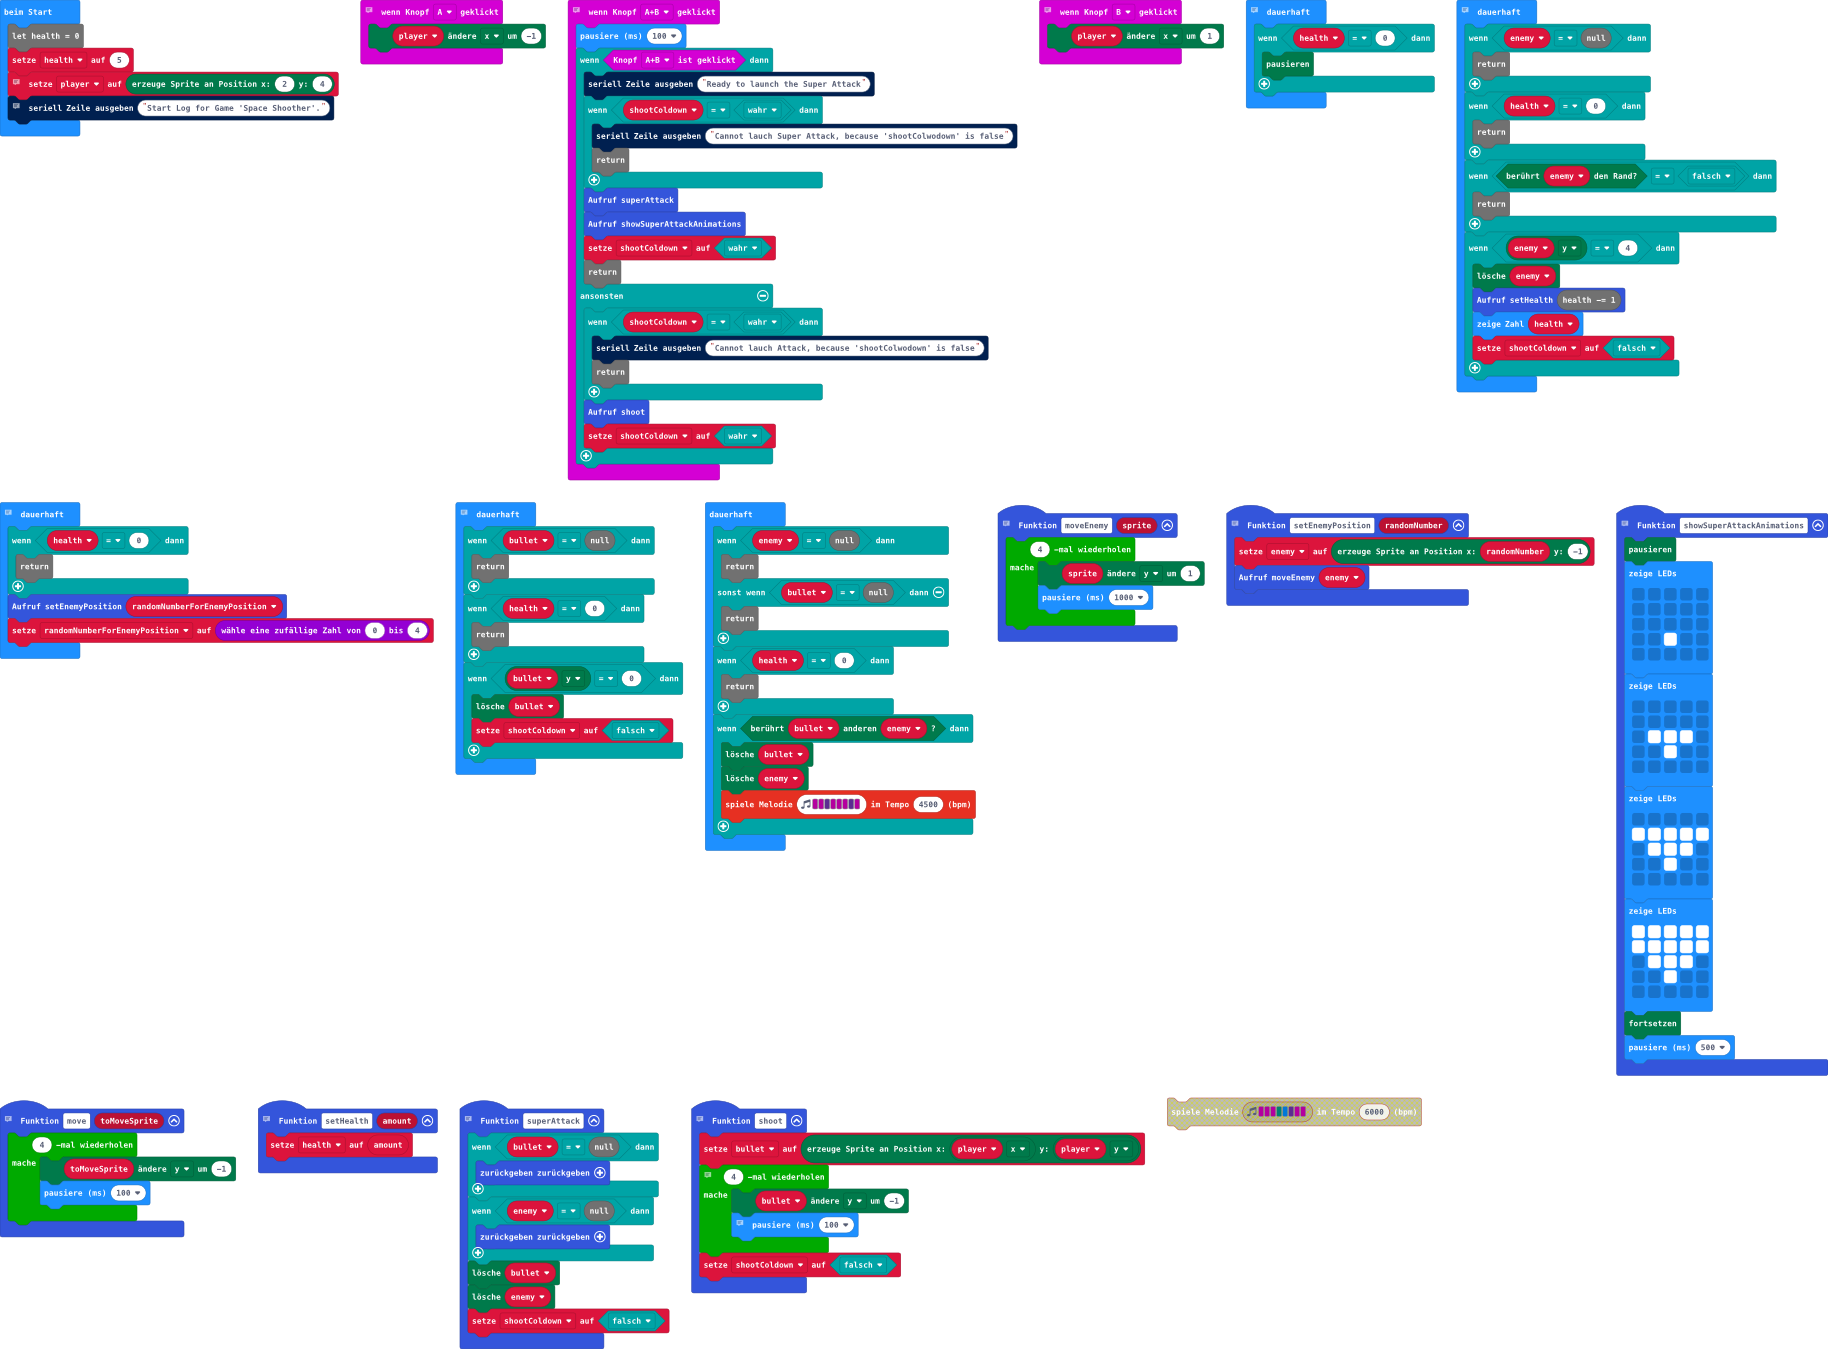 beim Start
let health = 0
setze health auf 5
setze player auf erzeuge Sprite an Position x: 2 y: 4
seriell Zeile ausgeben "Start Log for Game 'Space Shoother'."
wenn Knopf A geklickt
player ändere x um -1
wenn Knopf A+B geklickt
pausiere (ms) 100
wenn Knopf A+B ist geklickt dann
seriell Zeile ausgeben "Ready to launch the Super Attack"
wenn shootColdown = wahr dann
seriell Zeile ausgeben "Cannot lauch Super Attack, because 'shootColwodown' is false"
return
Aufruf superAttack
Aufruf showSuperAttackAnimations
setze shootColdown auf wahr
return
ansonsten
wenn shootColdown = wahr dann
seriell Zeile ausgeben "Cannot lauch Attack, because 'shootColwodown' is false"
return
Aufruf shoot
setze shootColdown auf wahr
wenn Knopf B geklickt
player ändere x um 1
dauerhaft
wenn health = 0 dann
pausieren
dauerhaft
wenn enemy = null dann
return
wenn health = 0 dann
return
wenn berührt enemy den Rand? = falsch dann
return
wenn enemy y = 4 dann
lösche enemy
Aufruf setHealth health -= 1
zeige Zahl health
setze shootColdown auf falsch
dauerhaft
wenn health = 0 dann
return
Aufruf setEnemyPosition randomNumberForEnemyPosition
setze randomNumberForEnemyPosition auf wähle eine zufällige Zahl von 0 bis 4
dauerhaft
wenn bullet = null dann
return
wenn health = 0 dann
return
wenn bullet y = 0 dann
lösche bullet
setze shootColdown auf falsch
dauerhaft
wenn enemy = null dann
return
sonst wenn bullet = null dann
return
wenn health = 0 dann
return
wenn berührt bullet anderen enemy ? dann
lösche bullet
lösche enemy
spiele Melodie im Tempo 4500 (bpm)
Funktion moveEnemy sprite
4 -mal wiederholen
mache
sprite ändere y um 1
pausiere (ms) 1000
Funktion setEnemyPosition randomNumber
setze enemy auf erzeuge Sprite an Position x: randomNumber y: -1
Aufruf moveEnemy enemy
Funktion showSuperAttackAnimations
pausieren
zeige LEDs
zeige LEDs
zeige LEDs
zeige LEDs
fortsetzen
pausiere (ms) 500
Funktion move toMoveSprite
4 -mal wiederholen
mache
toMoveSprite ändere y um -1
pausiere (ms) 100
Funktion setHealth amount
setze health auf amount
Funktion superAttack
wenn bullet = null dann
zurückgeben zurückgeben
wenn enemy = null dann
zurückgeben zurückgeben
lösche bullet
lösche enemy
setze shootColdown auf falsch
Funktion shoot
setze bullet auf erzeuge Sprite an Position x: player x y: player y
4 -mal wiederholen
mache
bullet ändere y um -1
pausiere (ms) 100
setze shootColdown auf falsch
spiele Melodie im Tempo 6000 (bpm)